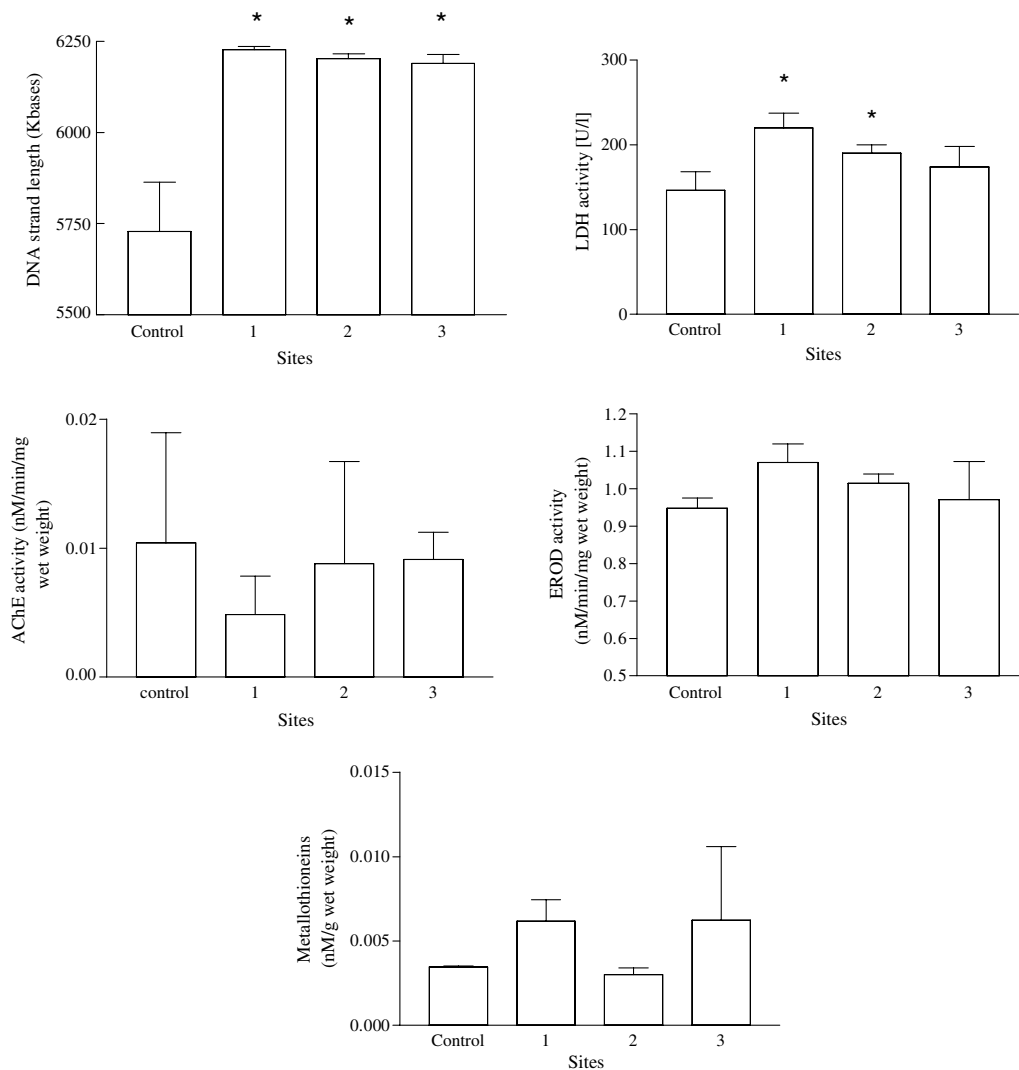 * * *
6250
6000
5750
5500
DNA strand length (Kbases)
Control 1 2 3
Sites
* *
300
200
100
0
LDH activity [U/l]
Control 1 2 3
Sites
0.02
0.01
0.00
AChE activity (nM/min/mg
wet weight)
control 1 2 3
Sites
1.2
1.1
1.0
0.9
0.8
0.7
0.6
0.5
EROD activity
(nM/min/mg wet weight)
Control 1 2 3
Sites
0.015
0.010
0.005
0.000
Metallothioneins
(nM/g wet weight)
Control 1 2 3
Sites